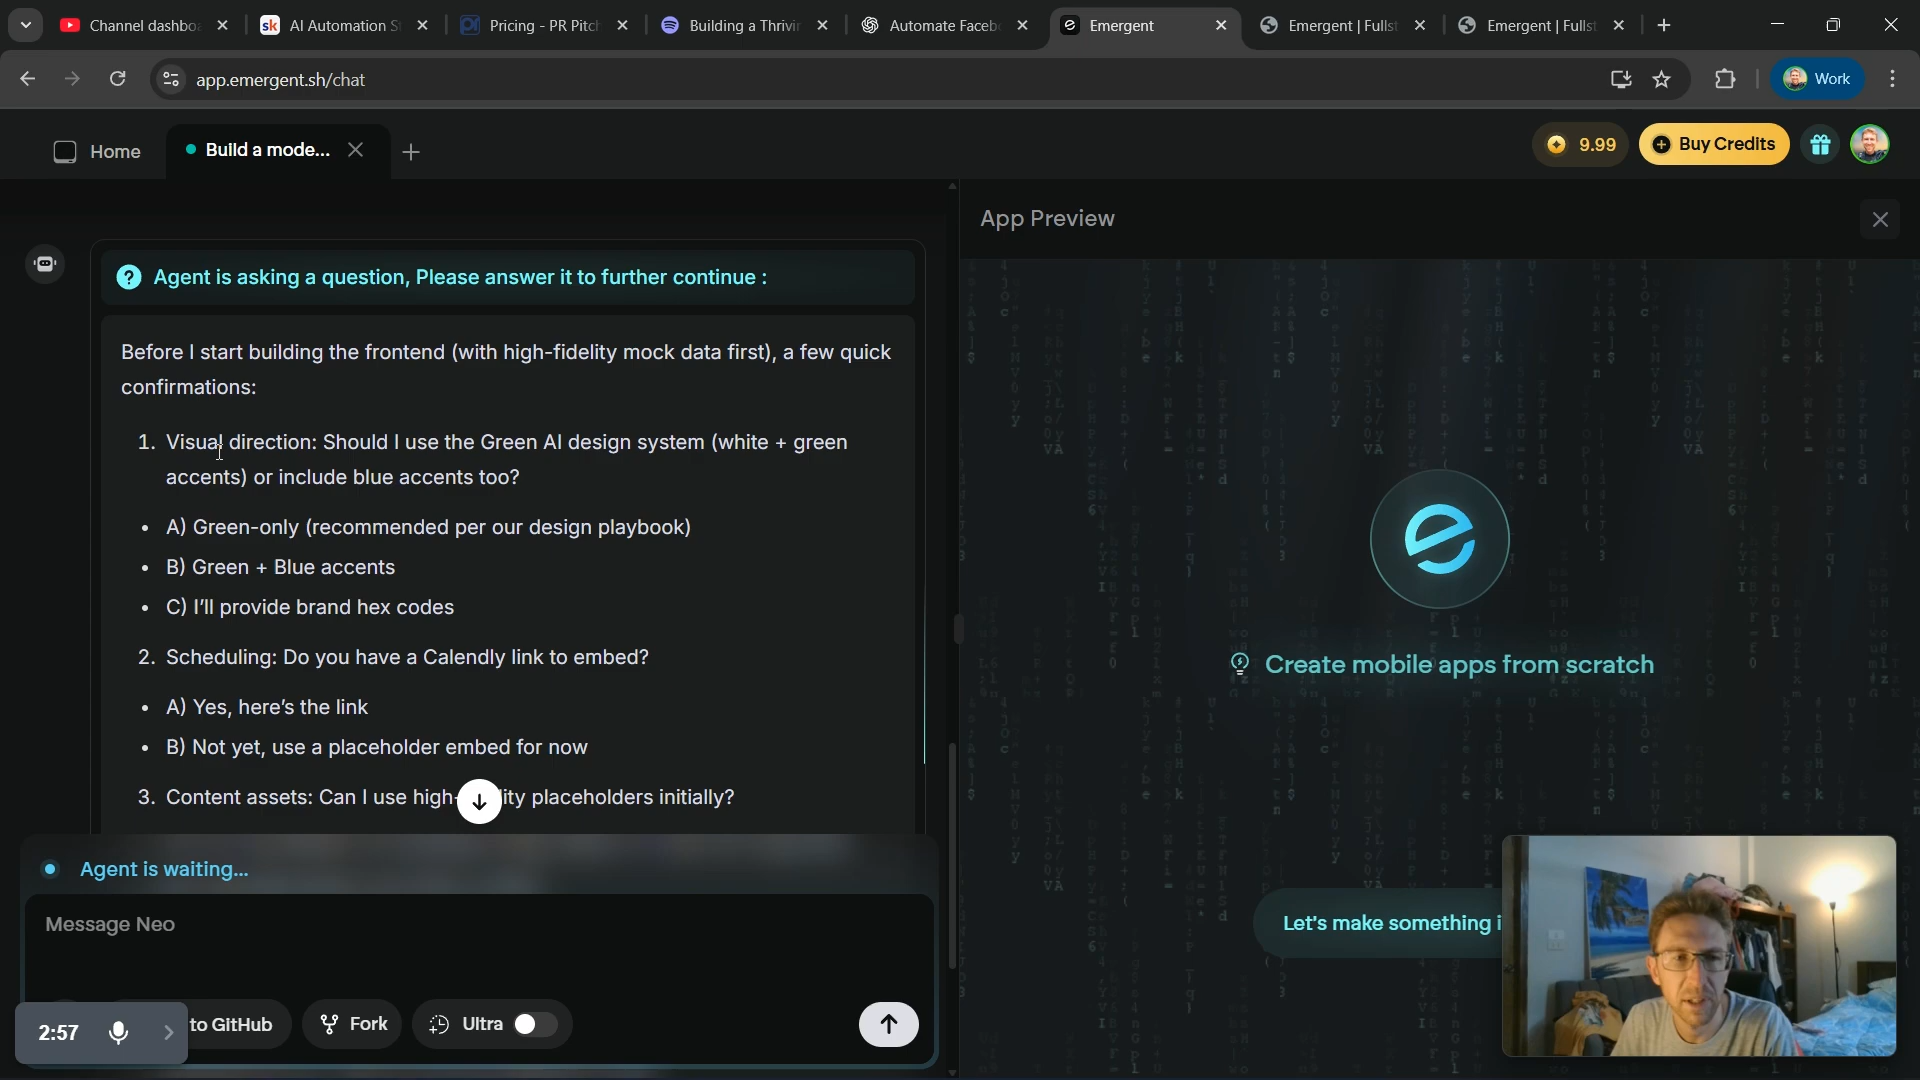 Channel dashbo
AI Automation S
Pricing - PR Pitch
Building a Thrivin
Automate Faceb
Emergent
Emergent | Fullst
Emergent | Fullst
app.emergent.sh/chat
Work
Home
Build a mode...
9.99
Buy Credits
App Preview
Agent is asking a question, Please answer it to further continue :
Before I start building the frontend (with high-fidelity mock data first), a few quick
confirmations:
1. Visual direction: Should I use the Green AI design system (white + green
accents) or include blue accents too?
• A) Green-only (recommended per our design playbook)
• B) Green + Blue accents
• C) I'll provide brand hex codes
2. Scheduling: Do you have a Calendly link to embed?
• A) Yes, here's the link
• B) Not yet, use a placeholder embed for now
3. Content assets: Can I use high- ity placeholders initially?
Create mobile apps from scratch
Let's make something i
Agent is waiting...
Message Neo
2:57
to GitHub
Fork
Ultra